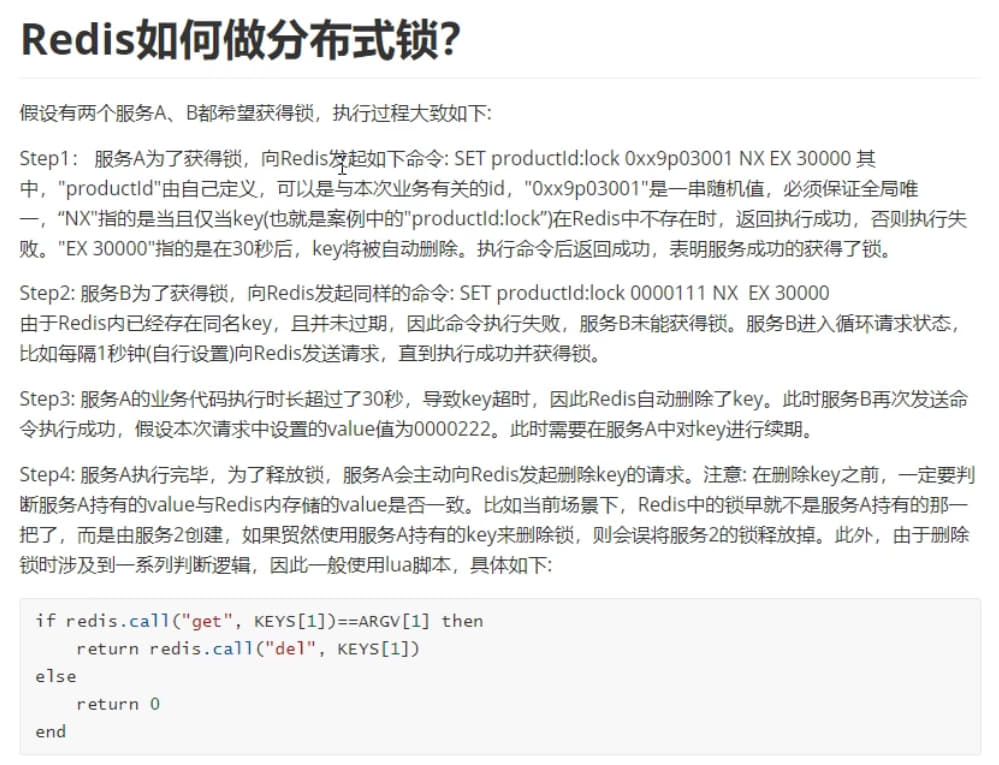 Redis如何做分布式锁？
假设有两个服务A、B都希望获得锁，执行过程大致如下:
Step1： 服务A为了获得锁，向Redis发起如下命令: SET productId:lock 0xx9p03001 NX EX 30000 其
中，"productId"由自己定义，可以是与本次业务有关的id，"0xx9p03001"是一串随机值，必须保证全局唯
一，“NX"指的是当且仅当key(也就是案例中的"productId:lock”)在Redis中不存在时，返回执行成功，否则执行失
败。"EX 30000"指的是在30秒后，key将被自动删除。执行命令后返回成功，表明服务成功的获得了锁。
Step2: 服务B为了获得锁，向Redis发起同样的命令: SET productId:lock 0000111 NX  EX 30000
由于Redis内已经存在同名key，且并未过期，因此命令执行失败，服务B未能获得锁。服务B进入循环请求状态，
比如每隔1秒钟(自行设置)向Redis发送请求，直到执行成功并获得锁。
Step3: 服务A的业务代码执行时长超过了30秒，导致key超时，因此Redis自动删除了key。此时服务B再次发送命
令执行成功，假设本次请求中设置的value值为0000222。此时需要在服务A中对key进行续期。
Step4: 服务A执行完毕，为了释放锁，服务A会主动向Redis发起删除key的请求。注意: 在删除key之前，一定要判
断服务A持有的value与Redis内存储的value是否一致。比如当前场景下，Redis中的锁早就不是服务A持有的那一
把了，而是由服务2创建，如果贸然使用服务A持有的key来删除锁，则会误将服务2的锁释放掉。此外，由于删除
锁时涉及到一系列判断逻辑，因此一般使用lua脚本，具体如下:
if redis.call("get", KEYS[1])==ARGV[1] then
    return redis.call("del", KEYS[1])
else
    return 0
end